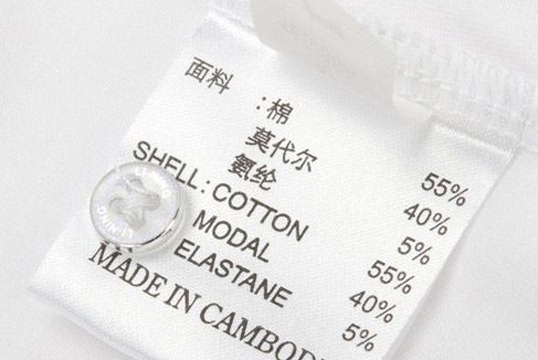 面料 :棉 55%
莫代尔 40%
氨纶 5%
SHELL:COTTON 55%
MODAL 40%
ELASTANE 5%
MADE IN CAMBOD